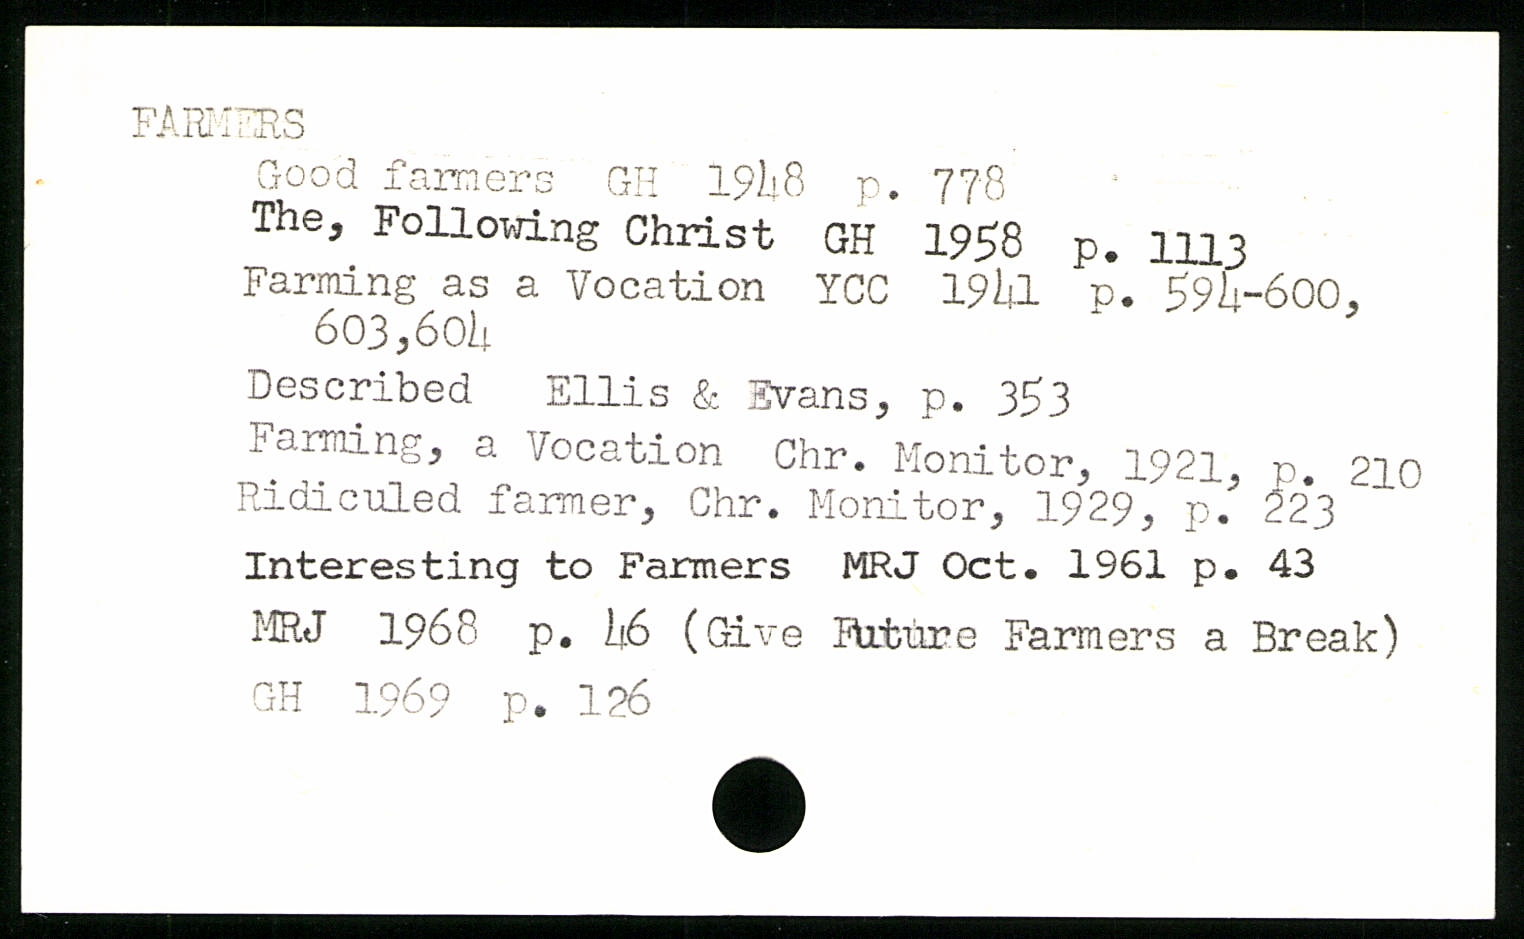 FARMERS
Good farmers GH 1948 p. 778
The, Following Christ GH 1958 p. 1113
Farming as a Vocation YCC 1941 p. 594-600,
603,604
Described Ellis & Evans, p. 353
Farming, a Vocation Chr. Monitor, 1921, p. 210
Ridiculed farmer, Chr. Monitor, 1929, p. 223
Interesting to Farmers MRJ Oct. 1961 p. 43
MRJ 1968 p. 46 (Give Future Farmers a Break)
GH 1969 p. 126